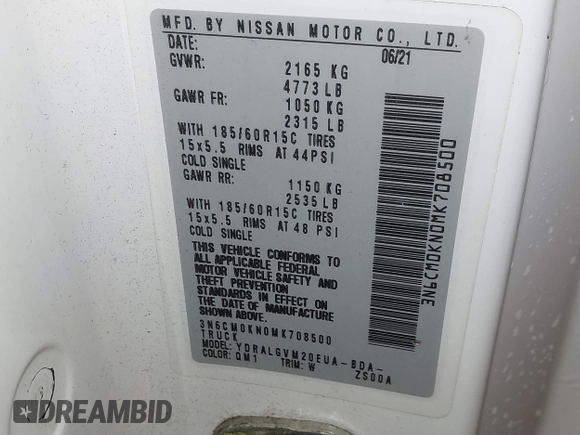 MFD. BY NISSAN MOTOR CO., LTD.
DATE: 06/21
GVWR: 2165 KG
4773 LB
GAWR FR: 1050 KG
2315 LB
WITH 185/60R15C TIRES
15x5.5 RIMS AT 44PSI
COLD SINGLE
GAWR RR: 1150 KG
2535 LB
WITH 185/60R15C TIRES
15x5.5 RIMS AT 48 PSI
COLD SINGLE
THIS VEHICLE CONFORMS TO
ALL APPLICABLE FEDERAL
MOTOR VEHICLE SAFETY AND
THEFT PREVENTION
STANDARDS IN EFFECT ON
THE DATE OF MANUFACTURE
SHOWN ABOVE.
3N6CM0KN0MK708500
TRUCK
MODEL: YDRALGVM20EUA-BDA-
ZS00A
COLOR: QM1 TRIM: W
3N6CM0KN0MK708500
DREAMBID